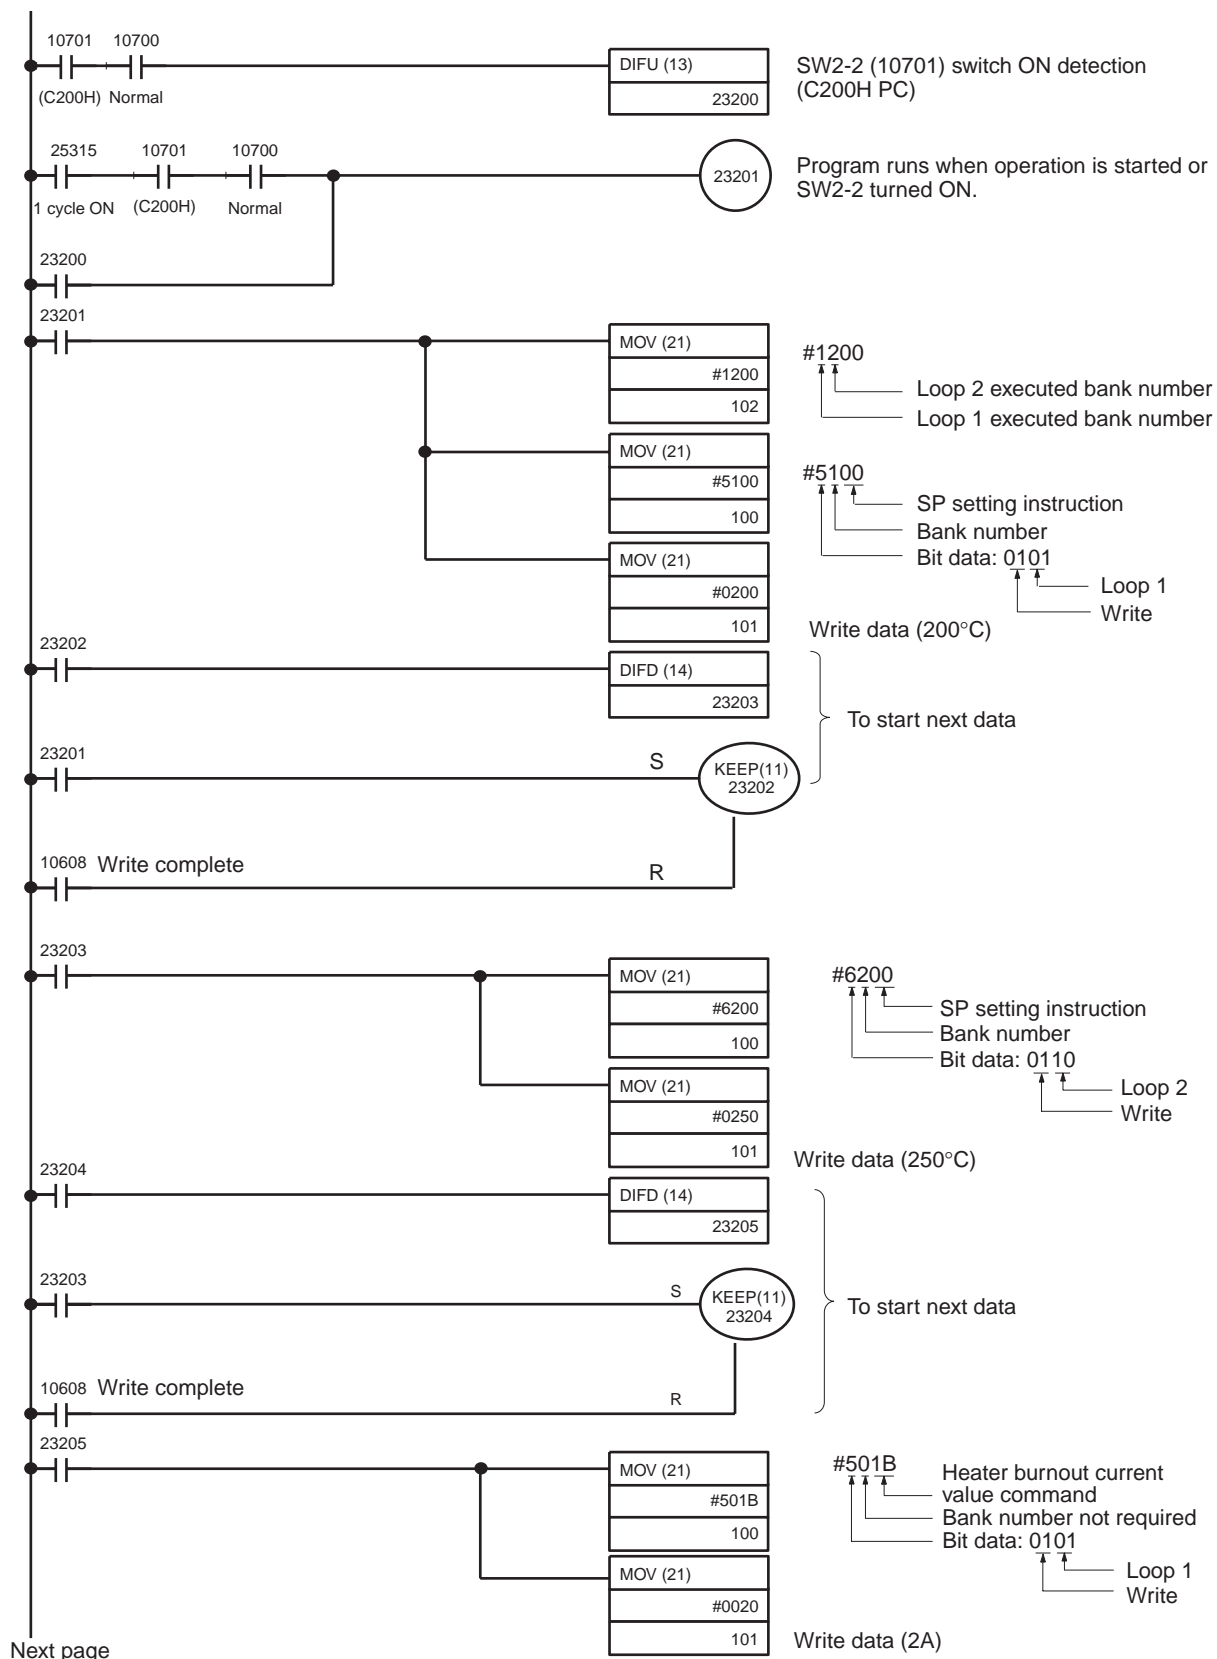 10701 10700
DIFU (13)
SW2-2 (10701) switch ON detection
(C200H PC)
(C200H) Normal
23200
25315 10701 10700
23201
Program runs when operation is started or
SW2-2 turned ON.
1 cycle ON (C200H) Normal
23200
23201
MOV (21)
#1200
102
#1200
Loop 2 executed bank number
Loop 1 executed bank number
MOV (21)
#5100
100
#5100
SP setting instruction
Bank number
Bit data: 0101
Loop 1
Write
MOV (21)
#0200
101
Write data (200°C)
23202
DIFD (14)
23203
To start next data
23201
S
KEEP(11)
23202
10608 Write complete
R
23203
MOV (21)
#6200
100
#6200
SP setting instruction
Bank number
Bit data: 0110
Loop 2
Write
MOV (21)
#0250
101
Write data (250°C)
23204
DIFD (14)
23205
23203
S
KEEP(11)
23204
To start next data
10608 Write complete
R
23205
MOV (21)
#501B
100
#501B
Heater burnout current
value command
Bank number not required
Bit data: 0101
Loop 1
Write
MOV (21)
#0020
101
Write data (2A)
Next page